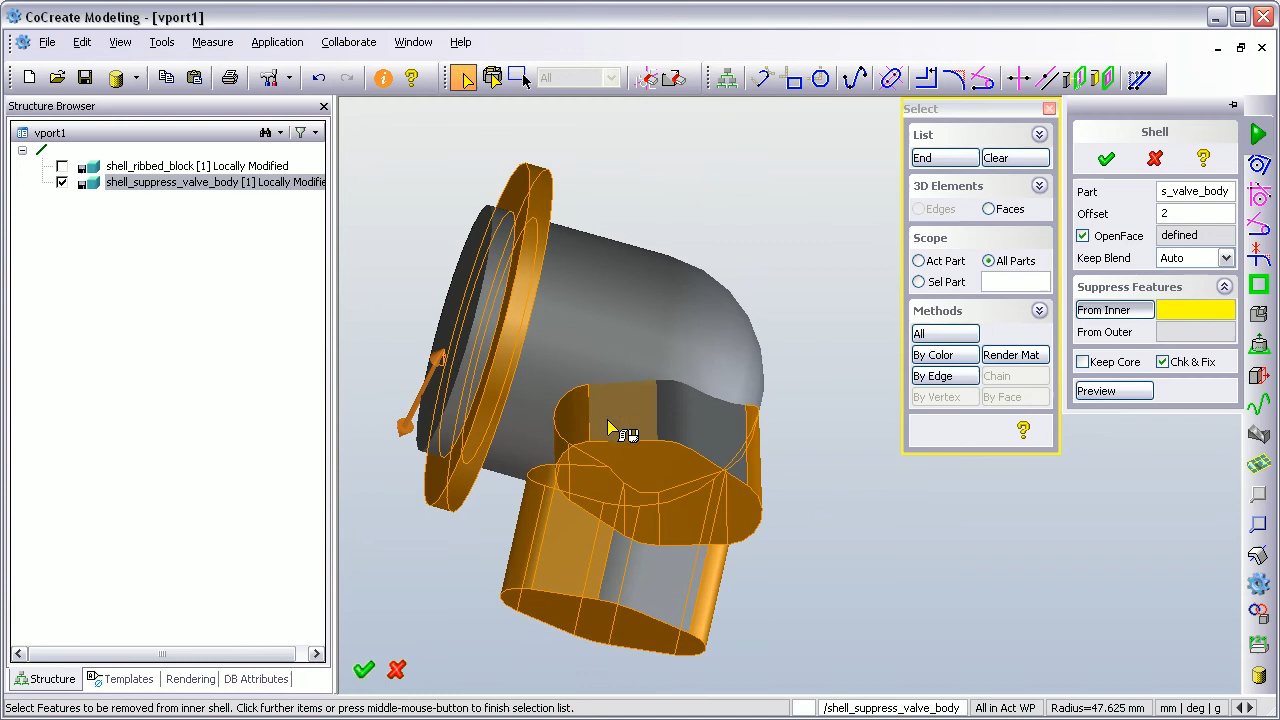 CoCreate Modeling - [vport1]
File Edit View Tools Measure Application Collaborate Window Help
All
Structure Browser
vport1
shell_ribbed_block [1] Locally Modified
shell_suppress_valve_body [1] Locally Modifie
Structure Templates Rendering DB Attributes
Select
List
End Clear
3D Elements
Edges Faces
Scope
Act Part All Parts
Sel Part
Methods
All
By Color Render Mat
By Edge Chain
By Vertex By Face
Shell
Part s_valve_body
Offset 2
OpenFace defined
Keep Blend Auto
Suppress Features
From Inner
From Outer
Keep Core Chk & Fix
Preview
Select Features to be removed from inner shell. Click further items or press middle-mouse-button to finish selection list.
/shell_suppress_valve_body All in Act WP Radius=47.625 mm mm | deg | g